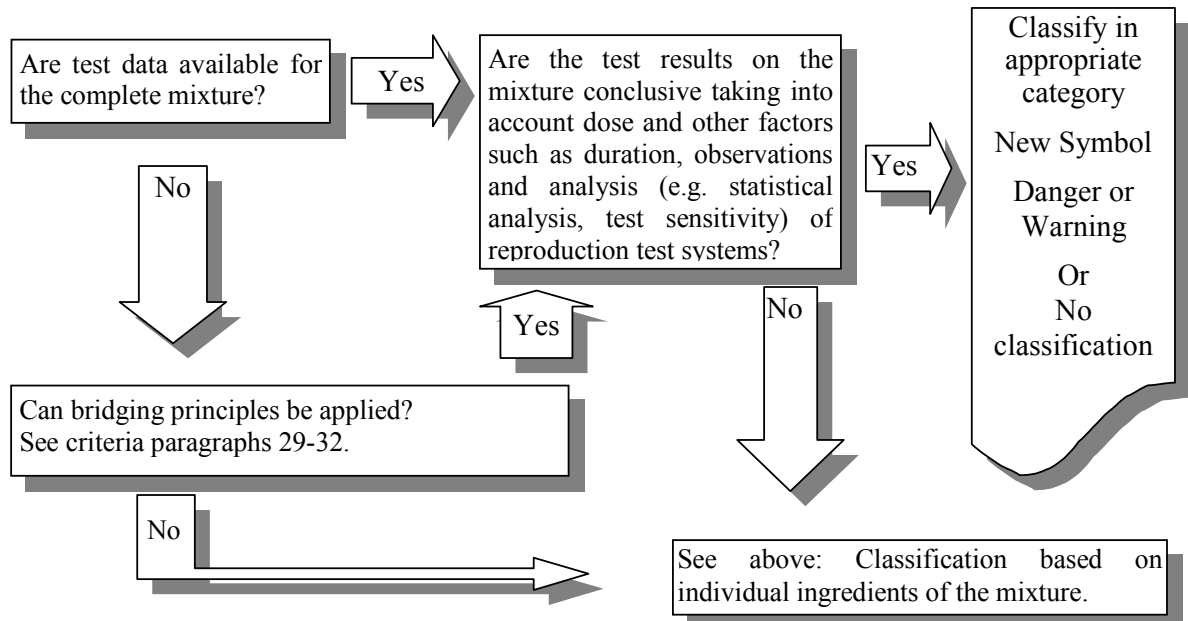 Are test data available for
the complete mixture?
Yes
Are the test results on the
mixture conclusive taking into
account dose and other factors
such as duration, observations
and analysis (e.g. statistical
analysis, test sensitivity) of
reproduction test systems?
Yes
Classify in
appropriate
category
New Symbol
Danger or
Warning
Or
No
classification
No
Yes
No
Can bridging principles be applied?
See criteria paragraphs 29-32.
No
See above: Classification based on
individual ingredients of the mixture.